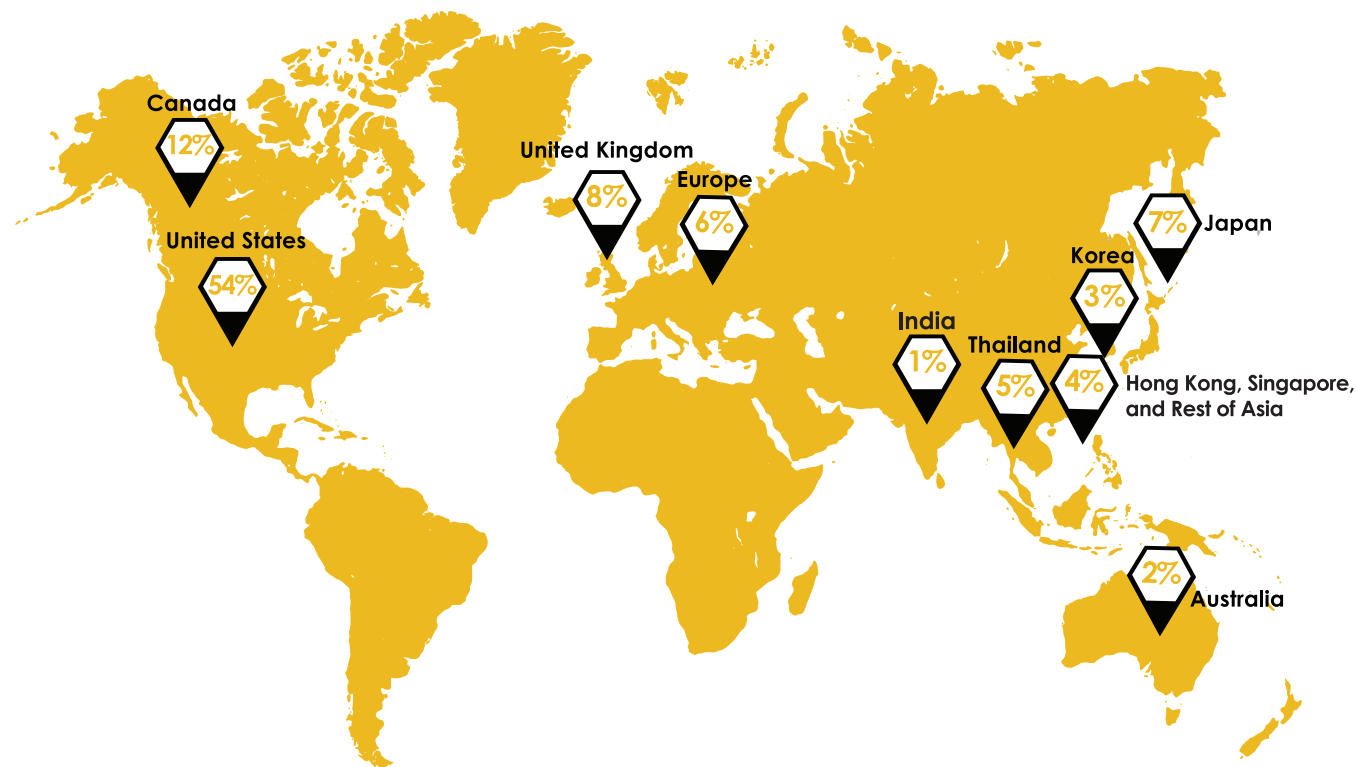 Canada
12%
United States
54%
United Kingdom
8%
Europe
6%
7%
Japan
Korea
3%
India
1%
Thailand
5%
4%
Hong Kong, Singapore,
and Rest of Asia
2%
Australia